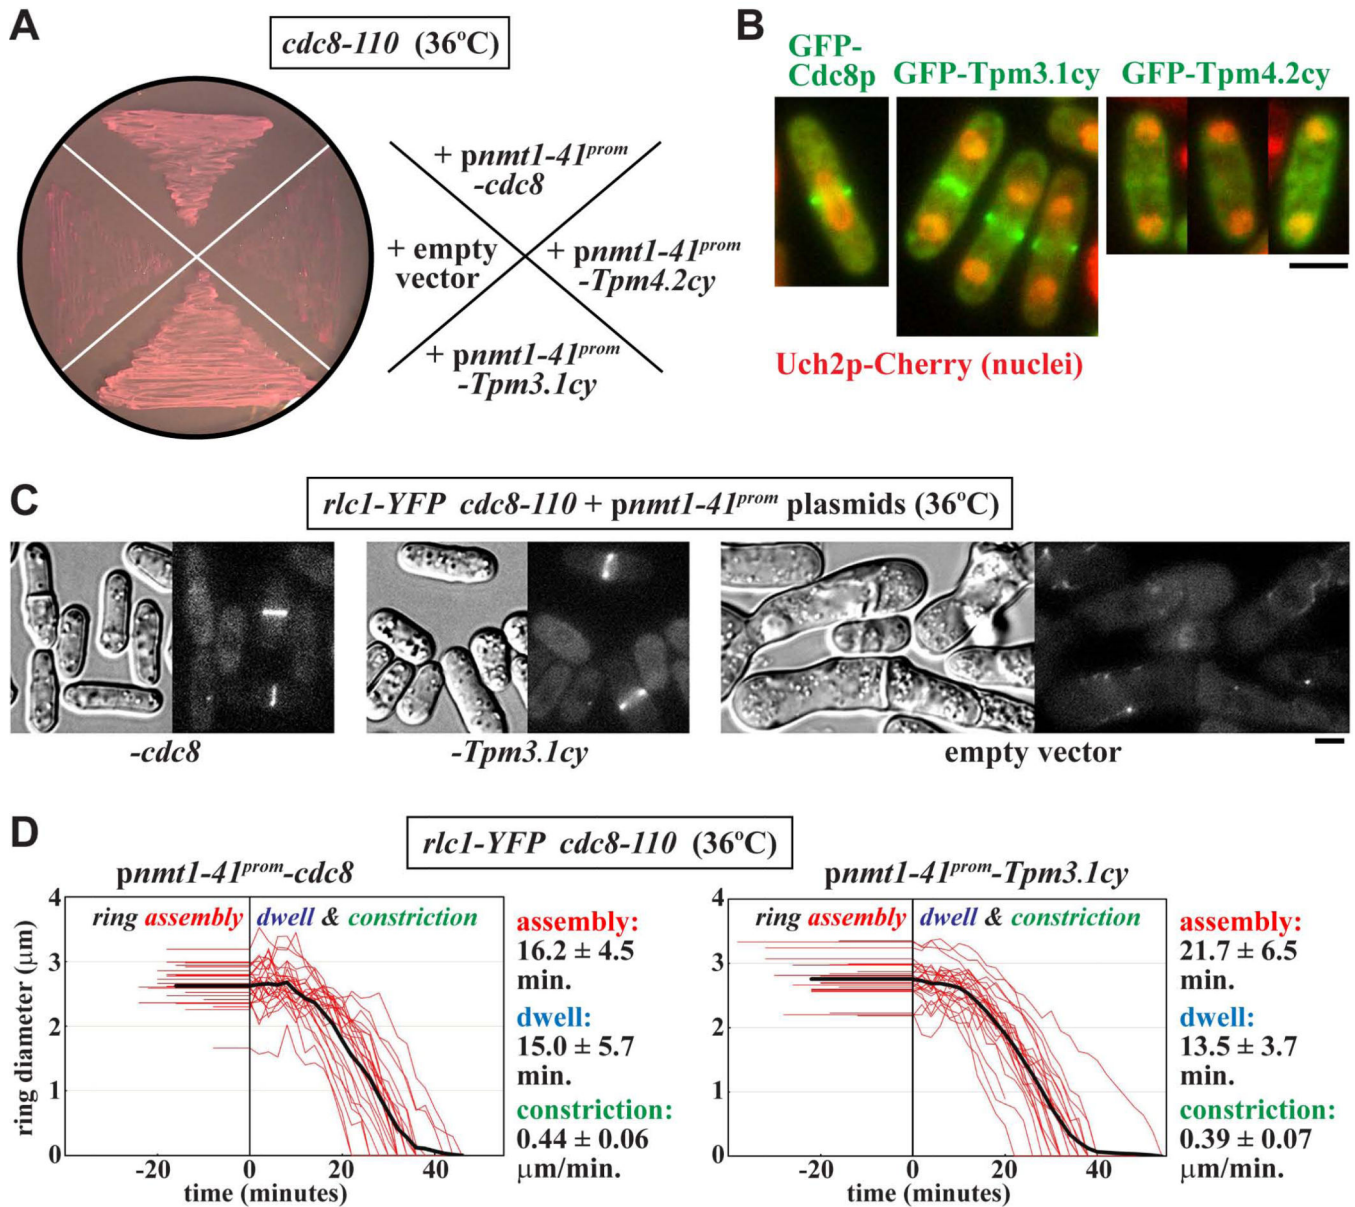 A
cdc8-110 (36ºC)
+ pnmt1-41prom
-cdc8
+ empty
vector
+ pnmt1-41prom
-Tpm4.2cy
+ pnmt1-41prom
-Tpm3.1cy
B
GFP-
Cdc8p
GFP-Tpm3.1cy
GFP-Tpm4.2cy
Uch2p-Cherry (nuclei)
C
rlc1-YFP cdc8-110 + pnmt1-41prom plasmids (36ºC)
-cdc8
-Tpm3.1cy
empty vector
D
rlc1-YFP cdc8-110 (36ºC)
pnmt1-41prom-cdc8
ring assembly
dwell & constriction
ring diameter (µm)
4
3
2
1
0
-20
0
20
40
time (minutes)
assembly:
16.2 ± 4.5
min.
dwell:
15.0 ± 5.7
min.
constriction:
0.44 ± 0.06
µm/min.
pnmt1-41prom-Tpm3.1cy
ring assembly
dwell & constriction
4
3
2
1
0
-20
0
20
40
time (minutes)
assembly:
21.7 ± 6.5
min.
dwell:
13.5 ± 3.7
min.
constriction:
0.39 ± 0.07
µm/min.